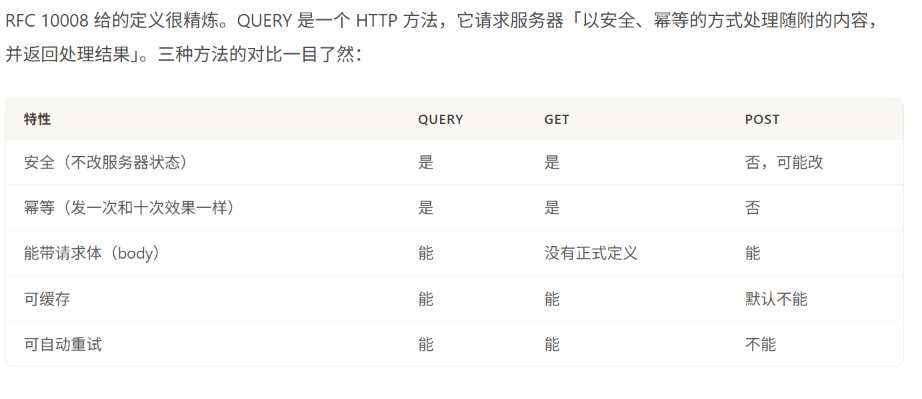 RFC 10008 给的定义很精炼。QUERY 是一个 HTTP 方法，它请求服务器「以安全、幂等的方式处理随附的内容，
并返回处理结果」。三种方法的对比一目了然：
特性 QUERY GET POST
安全（不改服务器状态） 是 是 否，可能改
幂等（发一次和十次效果一样） 是 是 否
能带请求体（body） 能 没有正式定义 能
可缓存 能 能 默认不能
可自动重试 能 能 不能